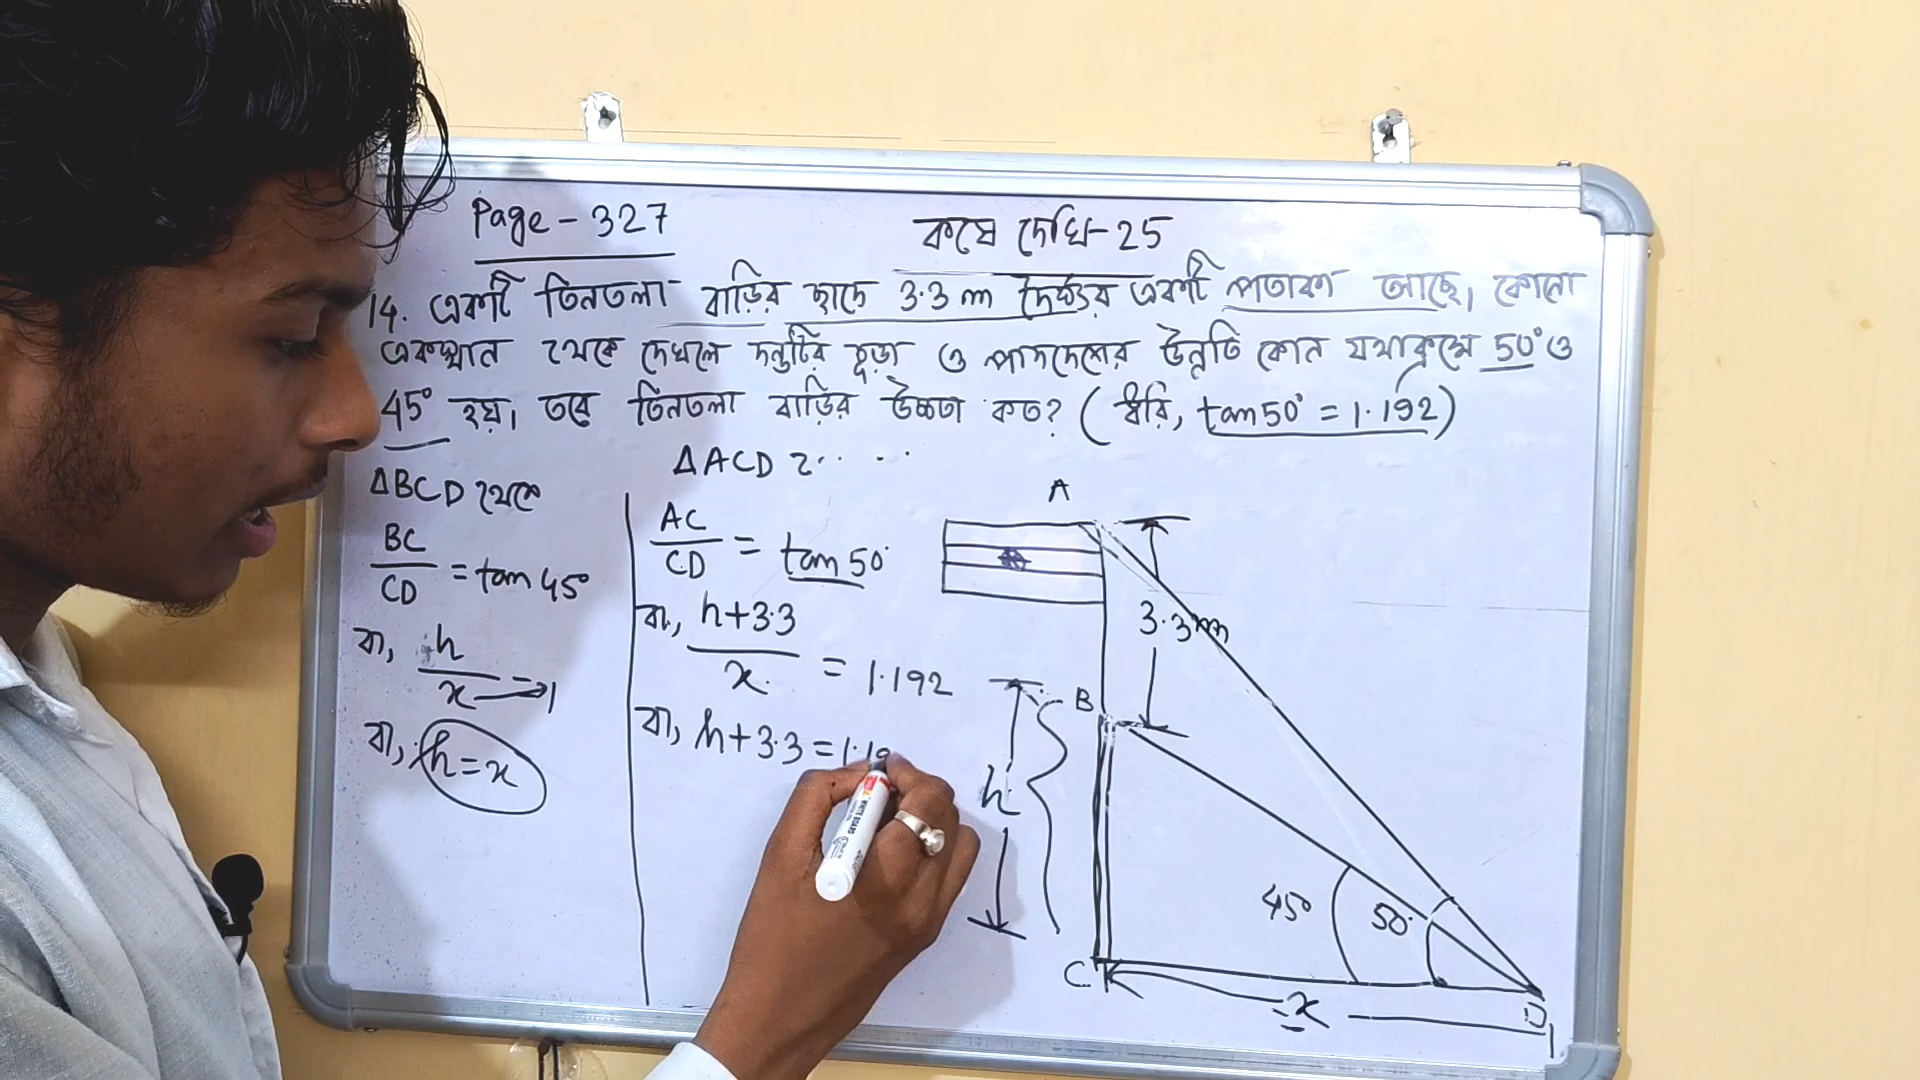 Page - 327
কষে দেখি-25
14. একটি তিনতলা বাড়ির ছাদে 3.3 m দৈর্ঘ্যের একটি পতাকা আছে। কোনো
একস্থান থেকে দেখলে দন্ডটির চূড়া ও পাদদেশের উন্নতি কোন যথাক্রমে 50° ও
45° হয়। তবে তিনতলা বাড়ির উচ্চতা কত? ( ধরি, tan 50° = 1.192)
ΔBCD থেকে
BC/CD = tan 45°
বা, h/x = 1
বা, h = x
ΔACD
AC/CD = tan 50°
বা, h+3.3/x = 1.192
বা, h+3.3 = 1.19
A
3.3m
B
h
45°
50°
C
x
D